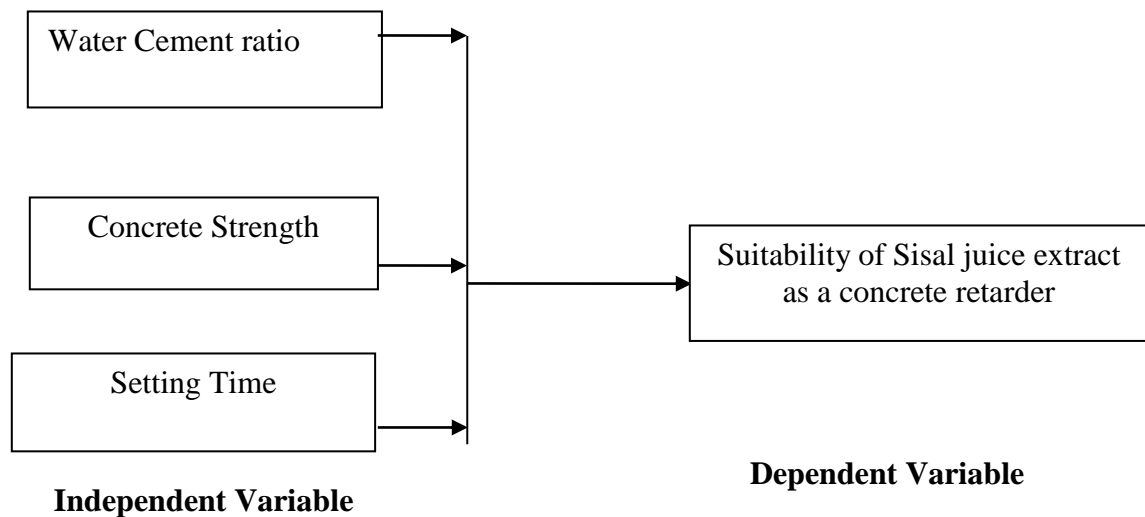 Water Cement ratio
Concrete Strength
Setting Time
Independent Variable
Suitability of Sisal juice extract
as a concrete retarder
Dependent Variable